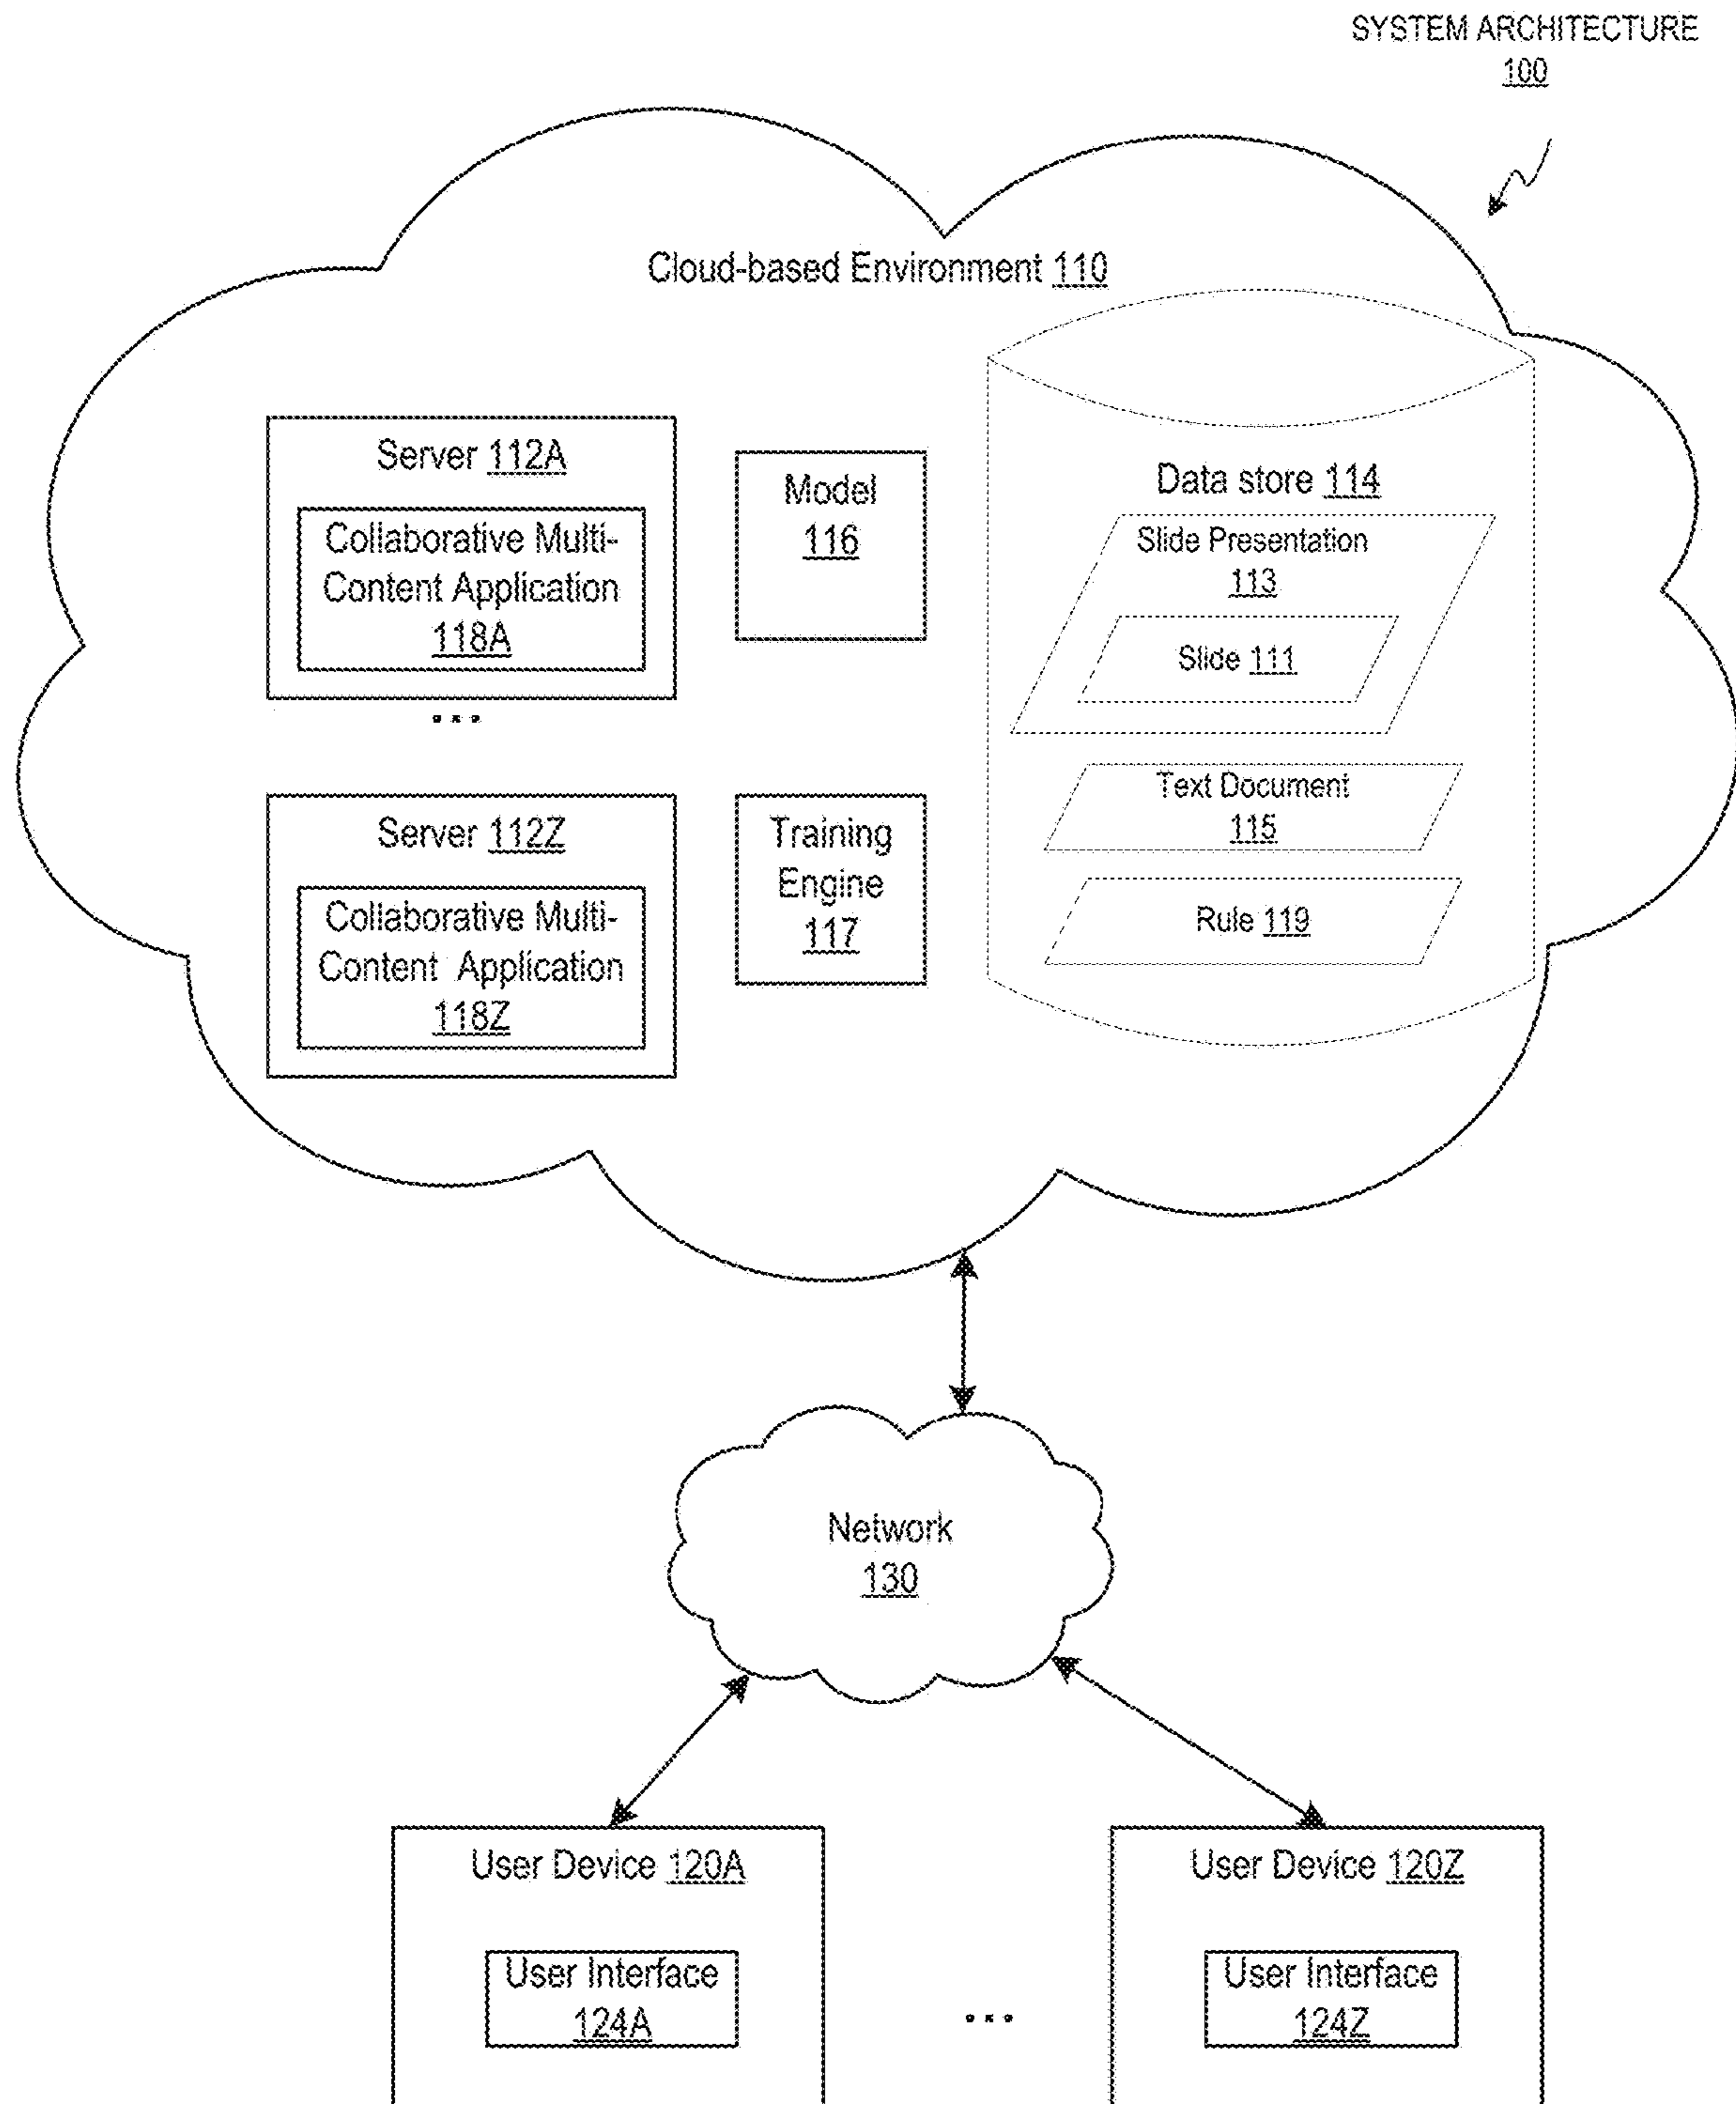 SYSTEM ARCHITECTURE
100
Cloud-based Environment 110
Server 112A
Collaborative Multi-
Content Application
118A
...
Server 112Z
Collaborative Multi-
Content Application
118Z
Model
116
Training
Engine
117
Data store 114
Slide Presentation
113
Slide 111
Text Document
115
Rule 119
Network
130
User Device 120A
User Interface
124A
...
User Device 120Z
User Interface
124Z